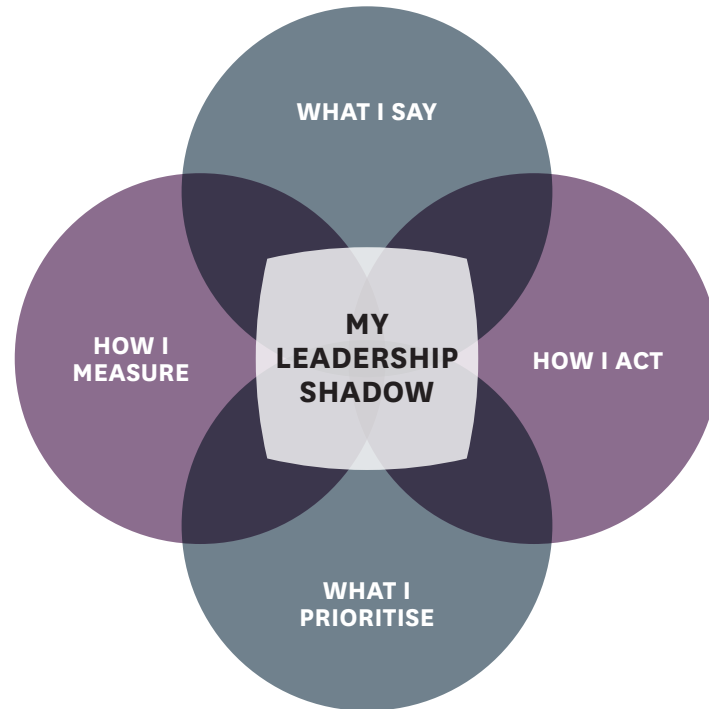 WHAT I SAY
HOW I
MEASURE
MY
LEADERSHIP
SHADOW
HOW I ACT
WHAT I
PRIORITISE